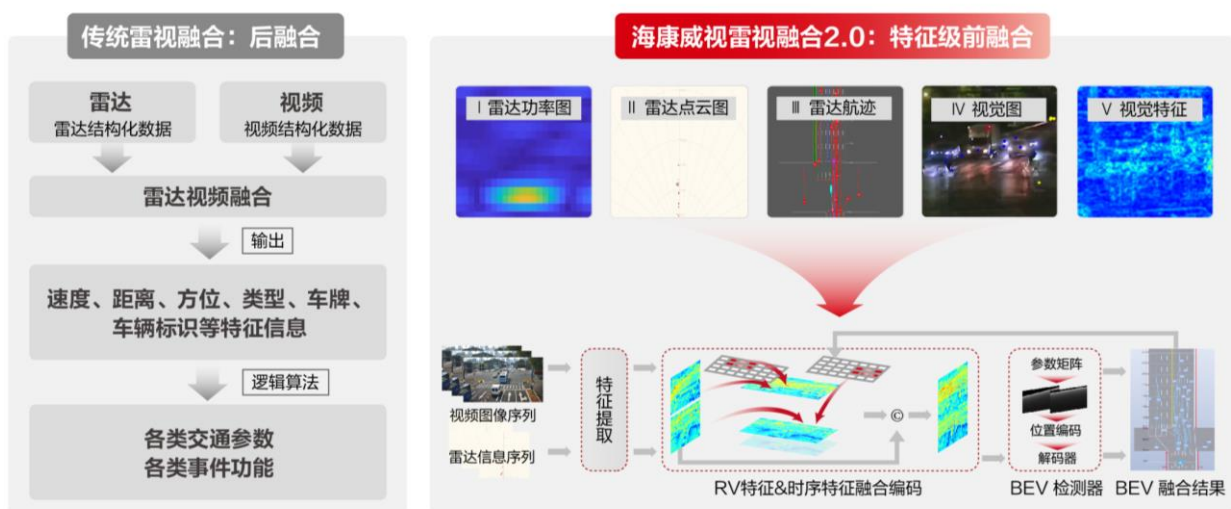 传统雷视融合：后融合
雷达
雷达结构化数据
视频
视频结构化数据
雷达视频融合
输出
速度、距离、方位、类型、车牌、
车辆标识等特征信息
逻辑算法
各类交通参数
各类事件功能
海康威视雷视融合2.0：特征级前融合
Ⅰ 雷达功率图
Ⅱ 雷达点云图
Ⅲ 雷达航迹
Ⅳ 视觉图
Ⅴ 视觉特征
视频图像序列
雷达信息序列
特征提取
©
RV特征&时序特征融合编码
参数矩阵
位置编码
解码器
BEV 检测器
BEV 融合结果